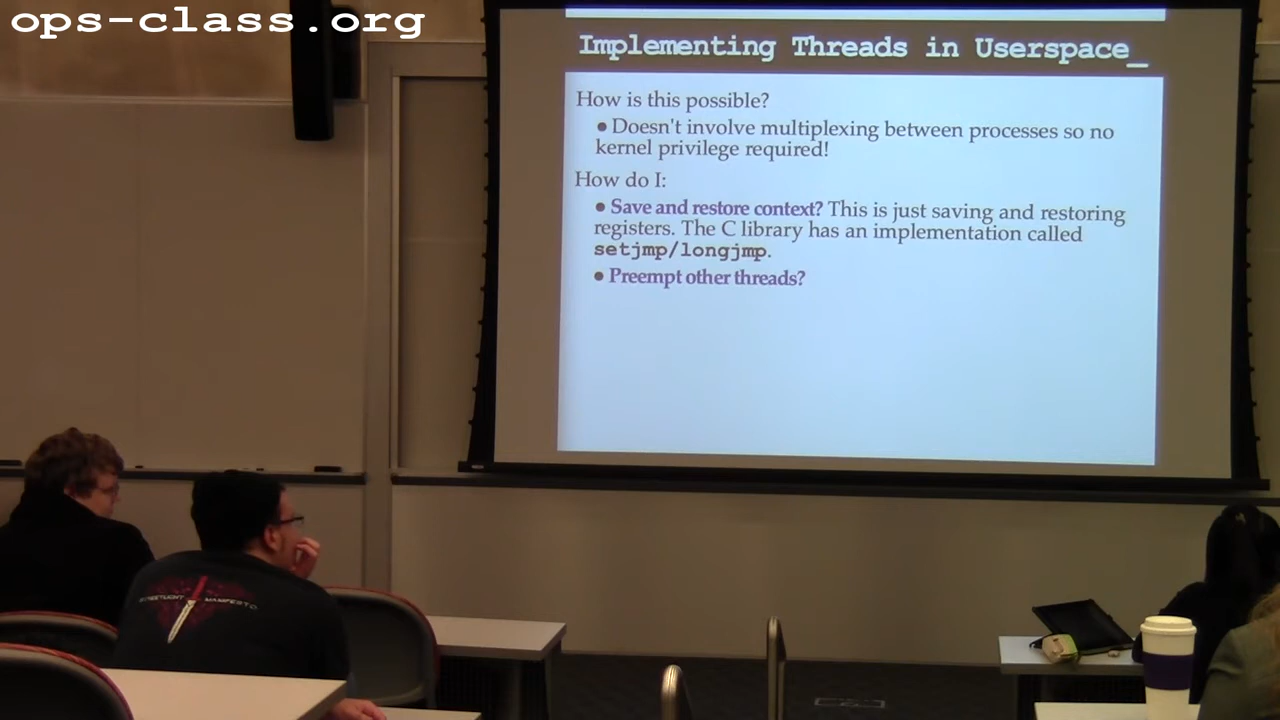 ops-class.org
Implementing Threads in Userspace_
How is this possible?
● Doesn't involve multiplexing between processes so no
kernel privilege required!
How do I:
● Save and restore context? This is just saving and restoring
registers. The C library has an implementation called
setjmp/longjmp.
● Preempt other threads?
STREETLIGHT MANIFESTO